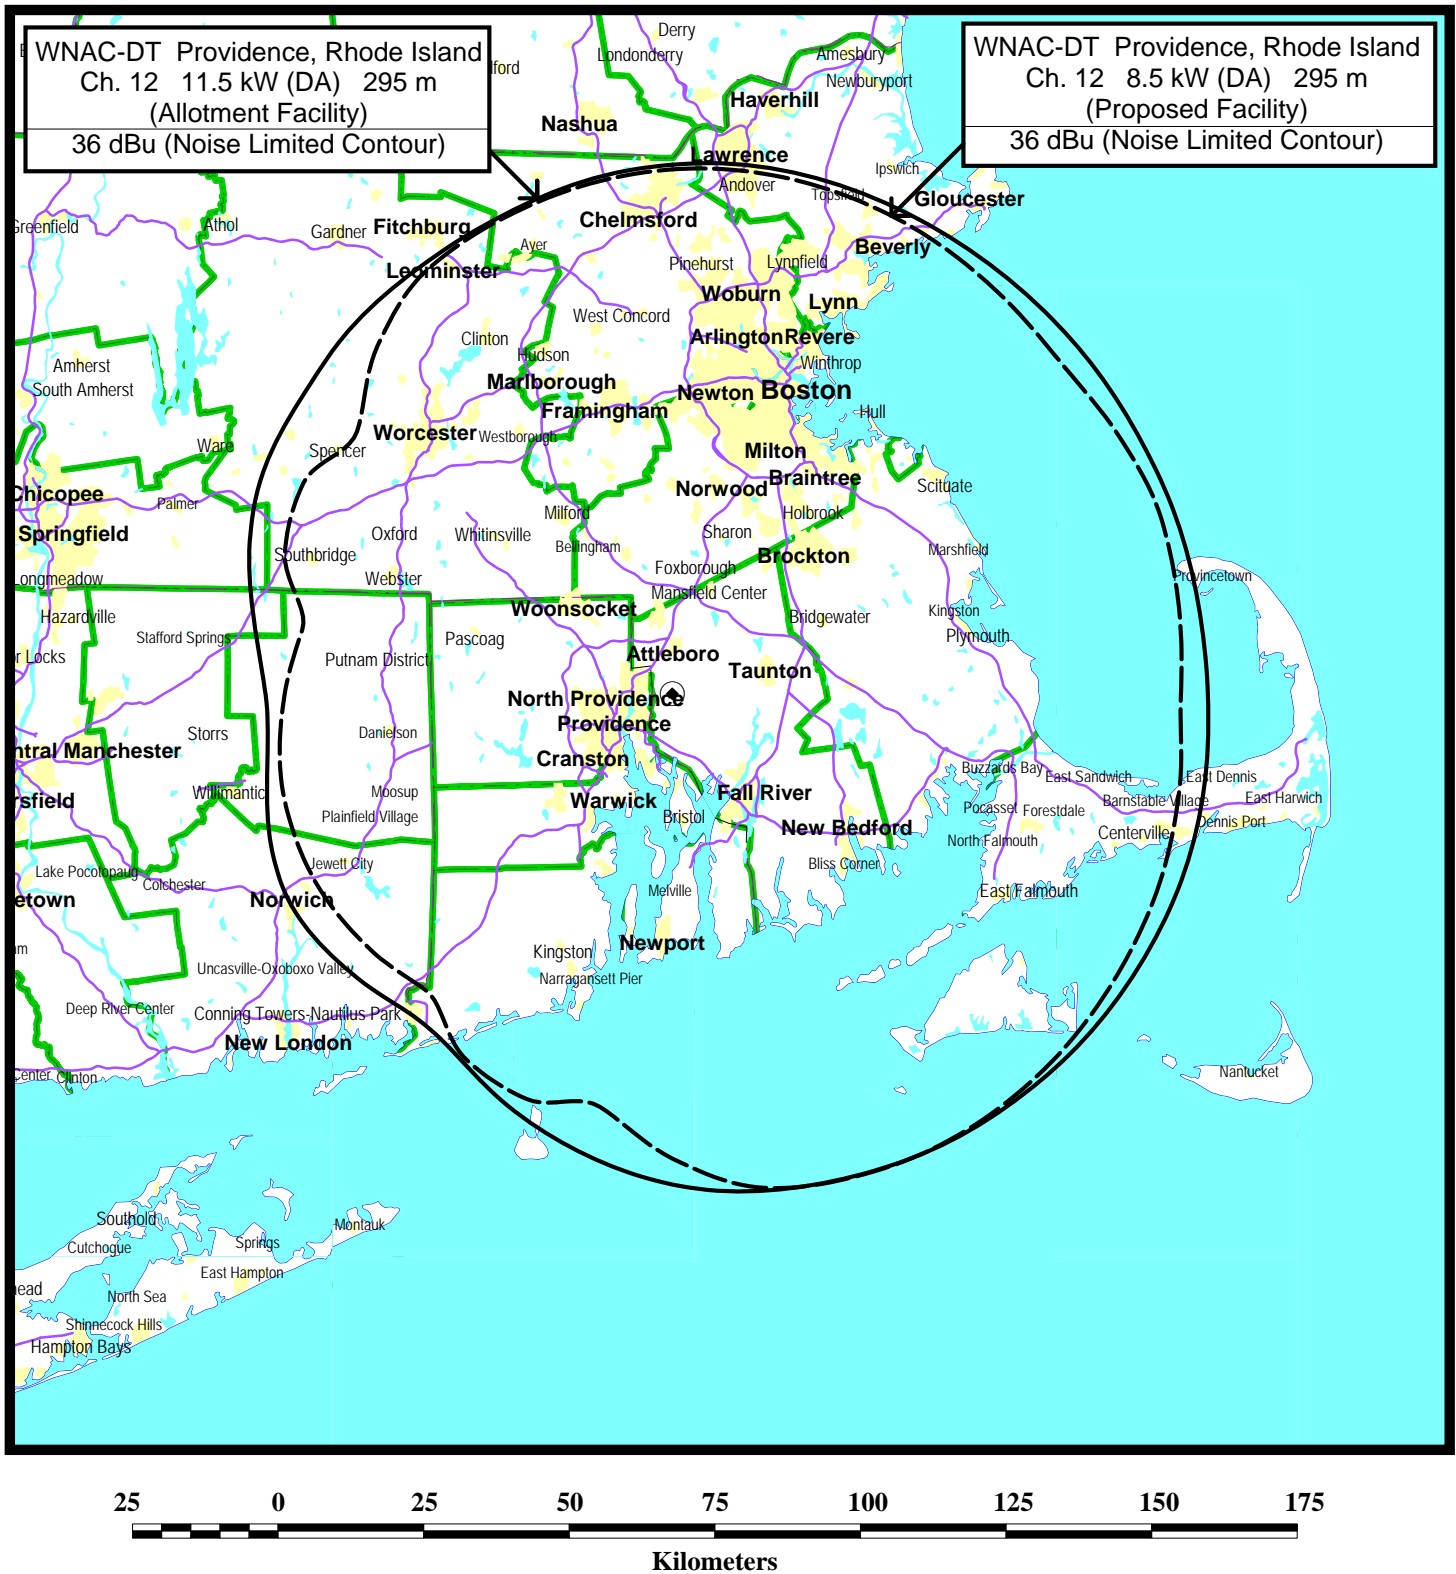 WNAC-DT  Providence, Rhode Island
Ch. 12   11.5 kW (DA)   295 m
(Allotment Facility)
36 dBu (Noise Limited Contour)
WNAC-DT  Providence, Rhode Island
Ch. 12   8.5 kW (DA)   295 m
(Proposed Facility)
36 dBu (Noise Limited Contour)
Derry
Londonderry
Amesbury
Newburyport
Haverhill
Nashua
Lawrence
Ipswich
Andover
Topsfield
Gloucester
Chelmsford
Greenfield
Athol
Gardner
Fitchburg
Ayer
Beverly
Leominster
Pinehurst
Lynnfield
Woburn
Lynn
West Concord
Clinton
Arlington
Revere
Hudson
Winthrop
Amherst
South Amherst
Marlborough
Newton
Boston
Framingham
Hull
Worcester
Westborough
Ware
Spencer
Milton
Braintree
Chicopee
Norwood
Scituate
Palmer
Milford
Holbrook
Springfield
Oxford
Whitinsville
Sharon
Southbridge
Bellingham
Brockton
Marshfield
Foxborough
Longmeadow
Webster
Provincetown
Mansfield Center
Hazardville
Woonsocket
Bridgewater
Kingston
Stafford Springs
Pascoag
Plymouth
or Locks
Putnam District
Attleboro
Taunton
North Providence
Providence
Storrs
Danielson
ntral Manchester
Cranston
Buzzards Bay
East Sandwich
East Dennis
Willimantic
Moosup
Warwick
Fall River
rsfield
Barnstable Village
East Harwich
Plainfield Village
Bristol
Pocasset
Forestdale
Dennis Port
New Bedford
Centerville
North Falmouth
Lake Pocotopaug
Jewett City
Bliss Corner
Colchester
Melville
East Falmouth
etown
Norwich
Newport
Kingston
m
Uncasville-Oxoboxo Valley
Narragansett Pier
Deep River Center
Conning Towers-Nautilus Park
New London
Nantucket
Center
Clinton
Southold
Montauk
Cutchogue
Springs
East Hampton
ead
North Sea
Shinnecock Hills
Hampton Bays
25 0 25 50 75 100 125 150 175
Kilometers